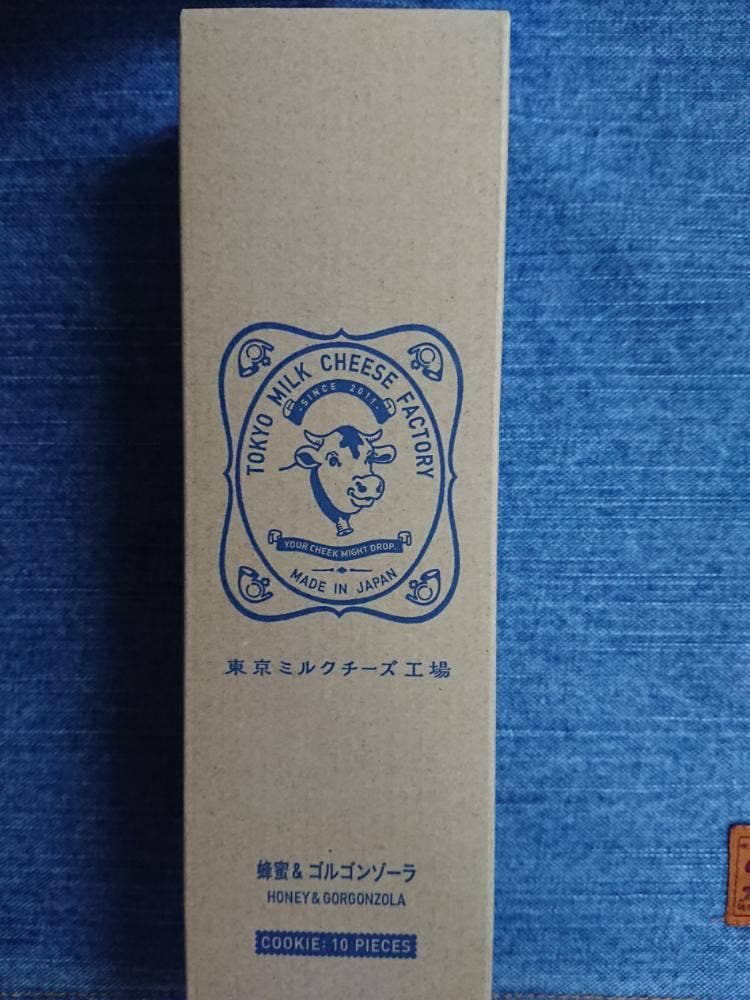 TOKYO MILK CHEESE FACTORY
-SINCE 2011-
YOUR CHEEK MIGHT DROP.
MADE IN JAPAN
東京ミルクチーズ工場
蜂蜜&ゴルゴンゾーラ
HONEY&GORGONZOLA
COOKIE: 10 PIECES